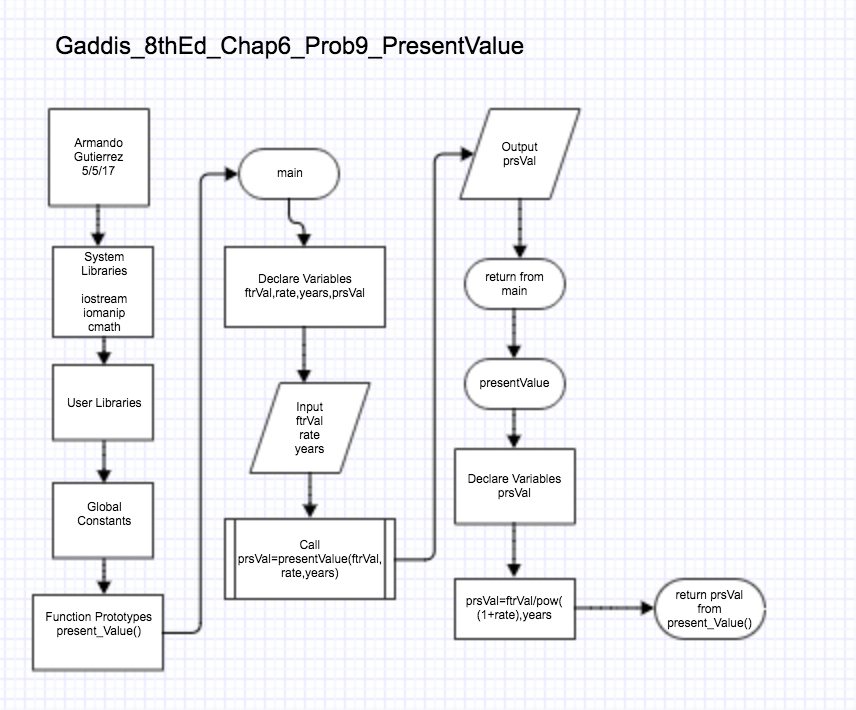 Gaddis_8thEd_Chap6_Prob9_PresentValue
Armando
Gutierrez
5/5/17
System
Libraries
iostream
iomanip
cmath
User Libraries
Global
Constants
Function Prototypes
present_Value()
main
Declare Variables
ftrVal,rate,years,prsVal
Input
ftrVal
rate
years
Call
prsVal=presentValue(ftrVal,
rate,years)
Output
prsVal
return from
main
presentValue
Declare Variables
prsVal
prsVal=ftrVal/pow(
(1+rate),years
return prsVal
from
present_Value()